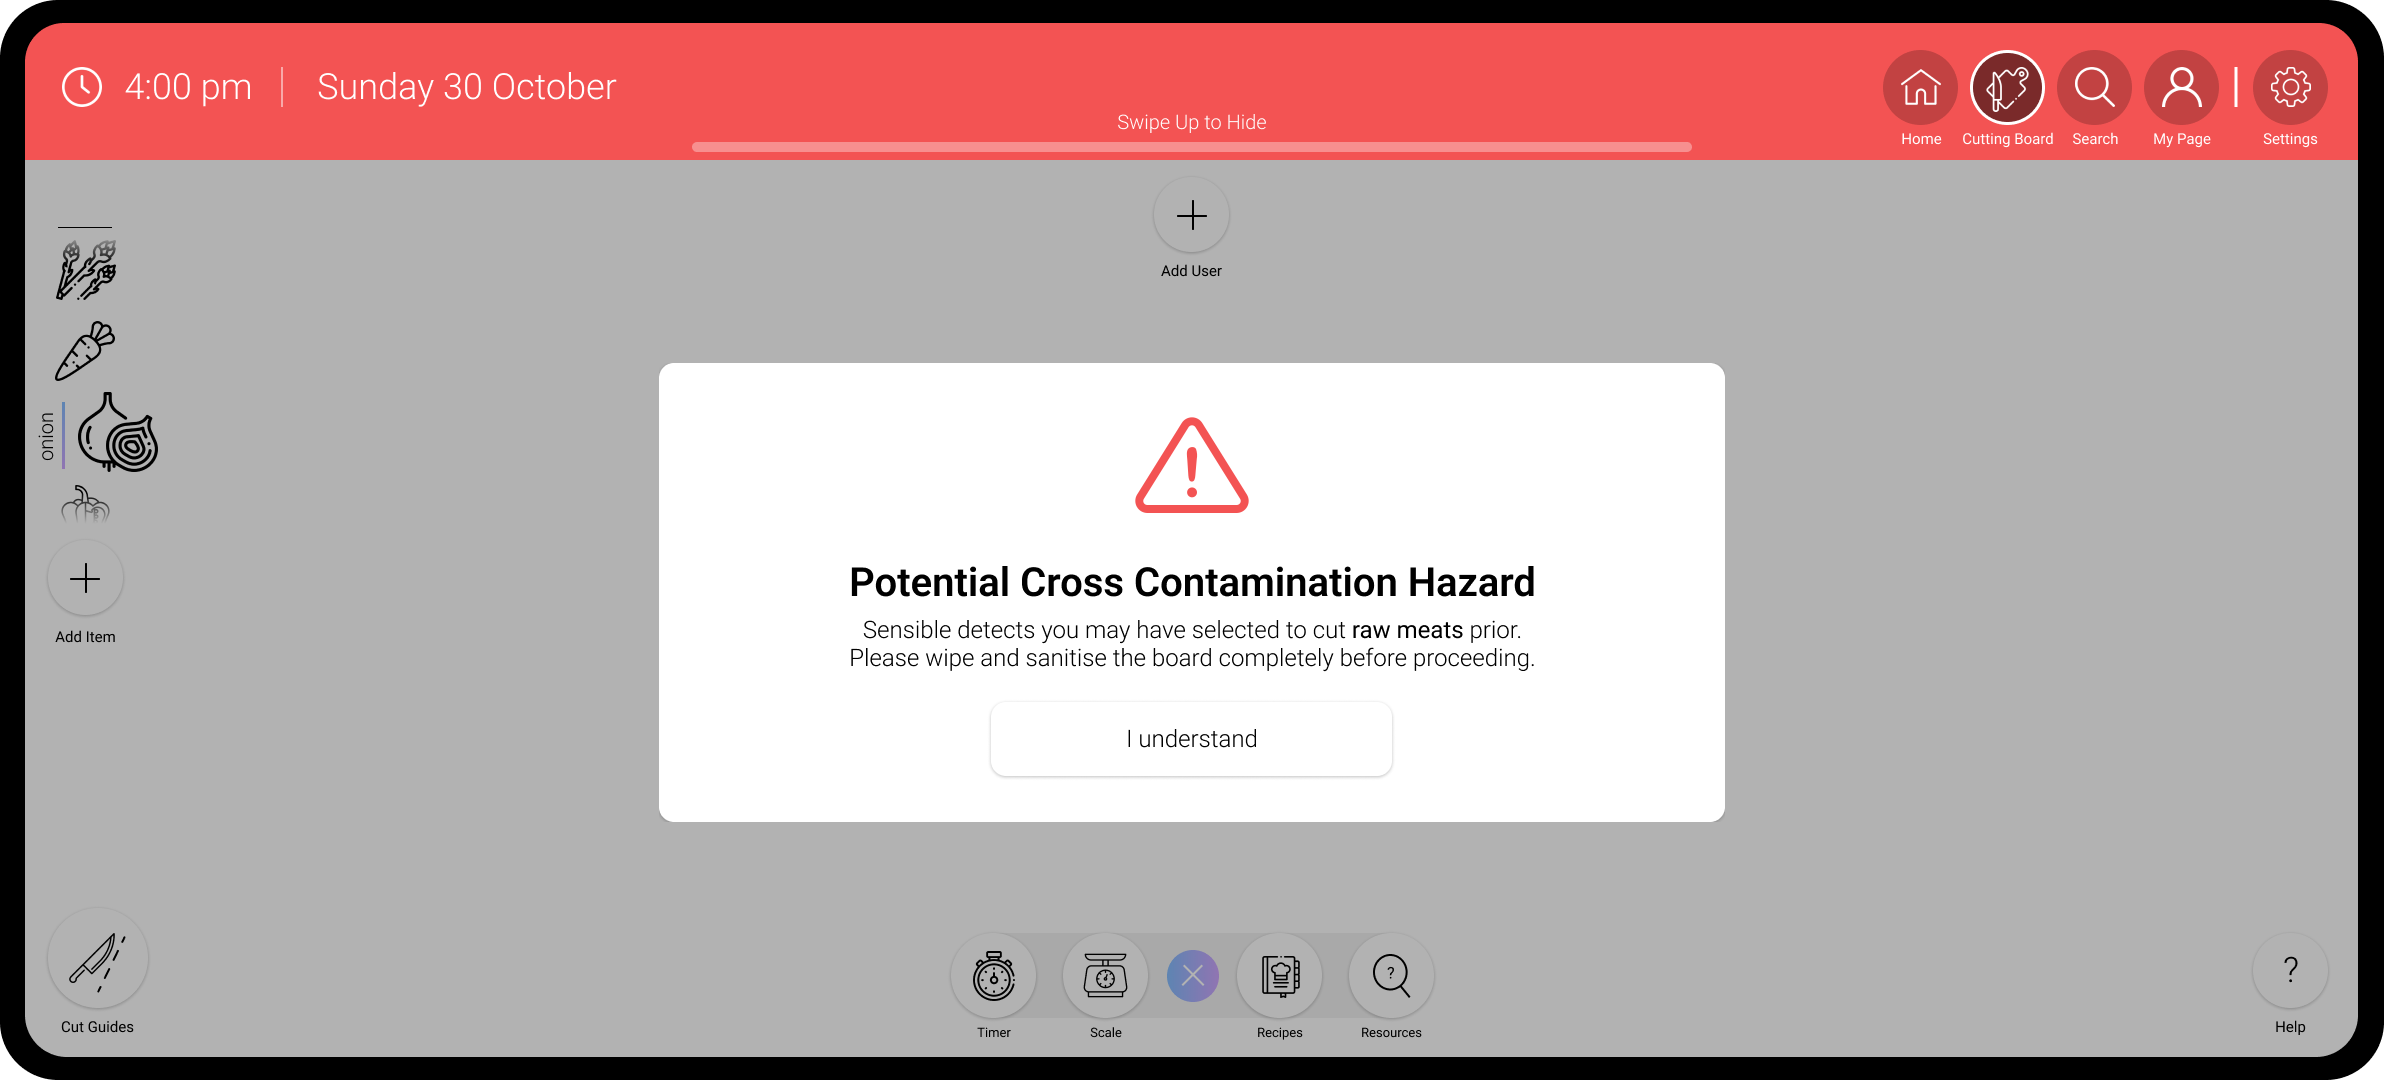 4:00 pm
Sunday 30 October
Swipe Up to Hide
Home
Cutting Board
Search
My Page
Settings
Add User
onion
Add Item
Potential Cross Contamination Hazard
Sensible detects you may have selected to cut raw meats prior.
Please wipe and sanitise the board completely before proceeding.
I understand
Cut Guides
Timer
Scale
Recipes
?
Resources
?
Help